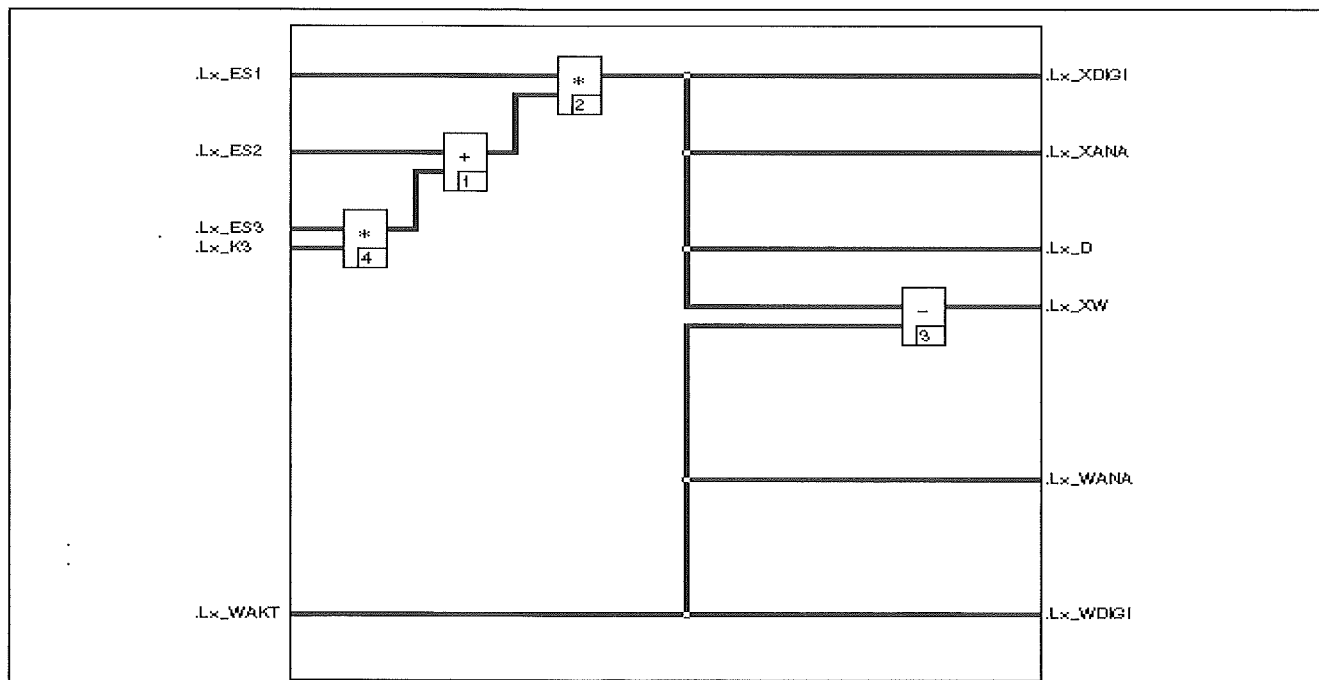 .Lx_ES1
*
2
.Lx_XDIGI
.Lx_ES2
+
1
.Lx_XANA
.Lx_ES3
.Lx_K3
*
4
.Lx_D
.Lx_XW
-
3
.Lx_WANA
.Lx_WAKT
.Lx_WDIGI